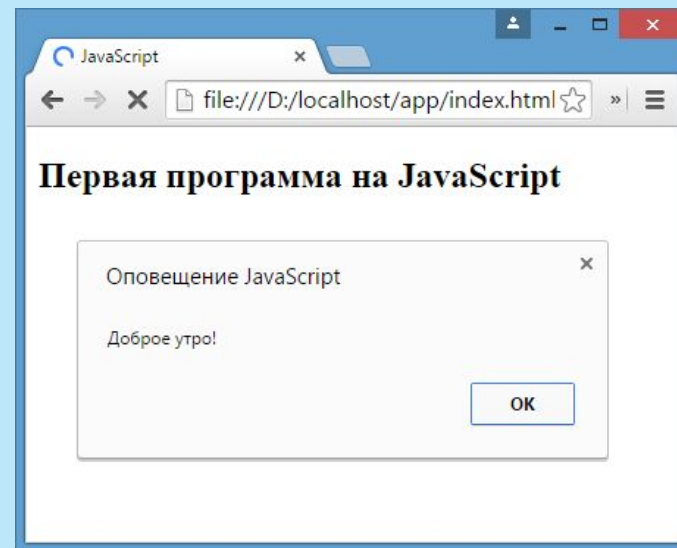 JavaScript
file:///D:/localhost/app/index.html
Первая программа на JavaScript
Оповещение JavaScript
Доброе утро!
OK